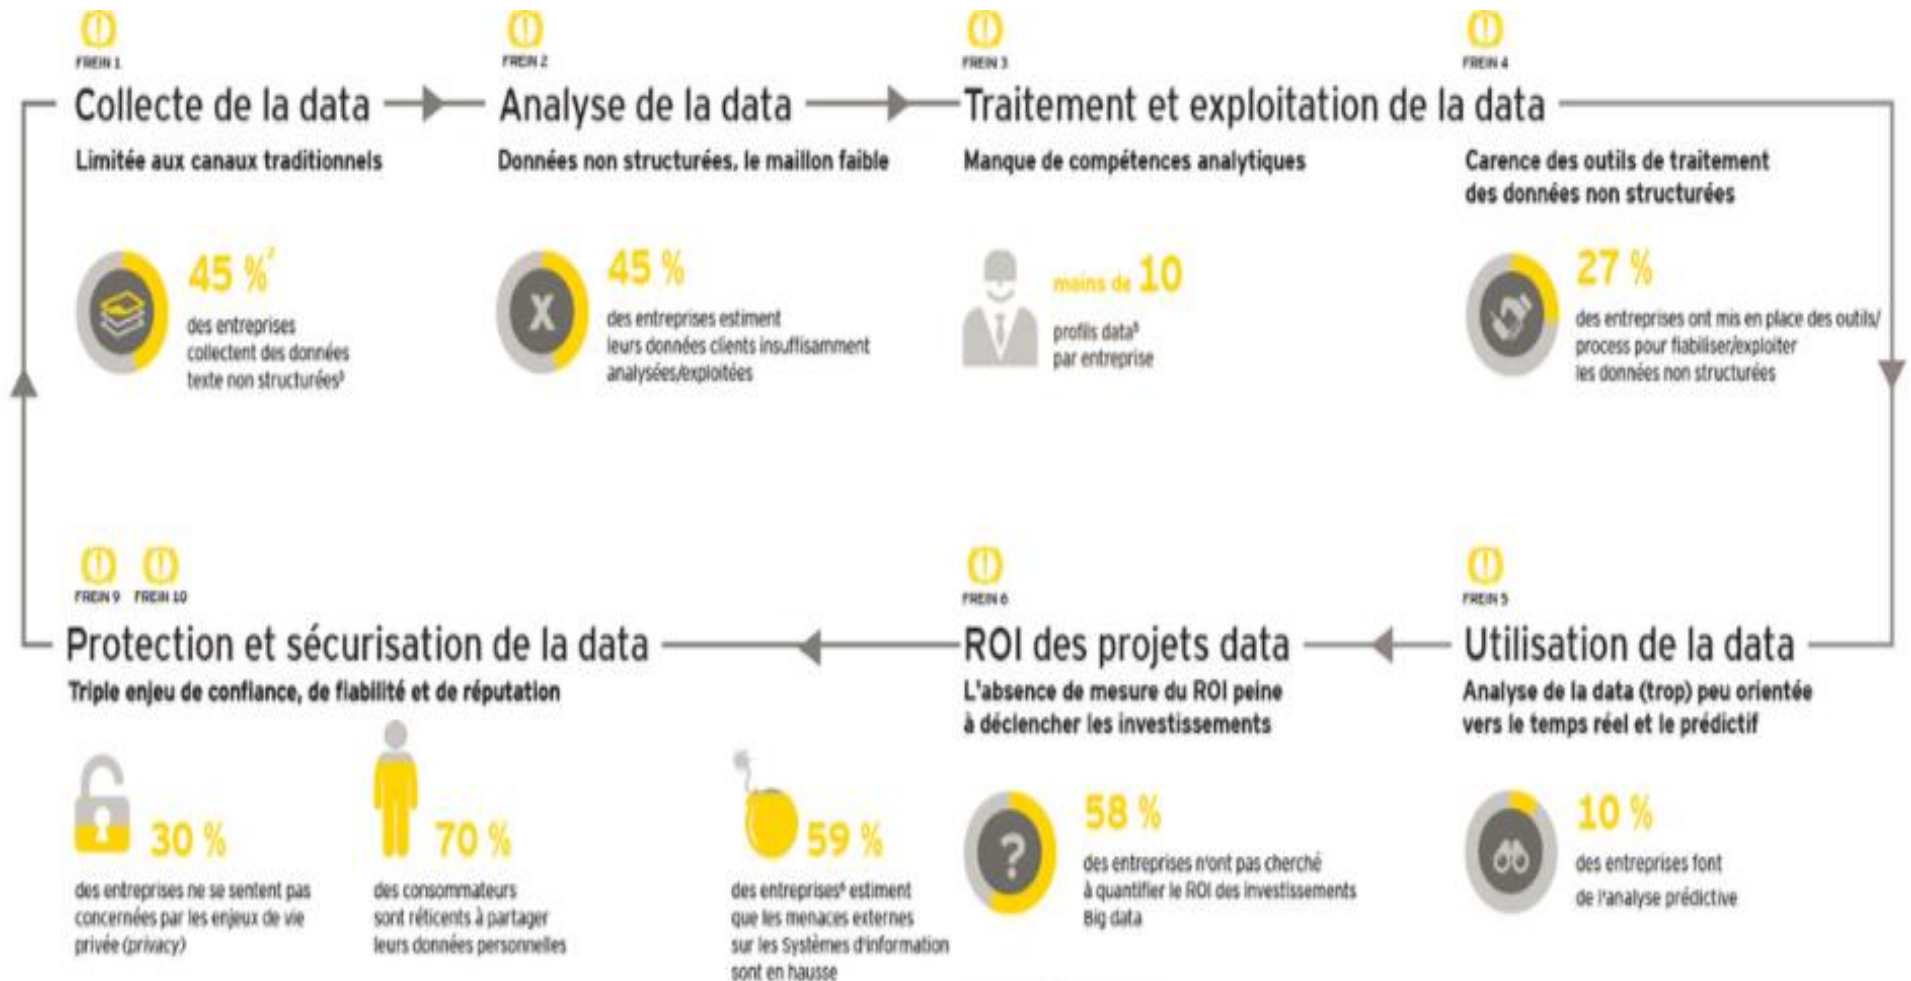 FREIN 1
Collecte de la data
Limitée aux canaux traditionnels
45 %²
des entreprises
collectent des données
texte non structurées³
FREIN 2
Analyse de la data
Données non structurées, le maillon faible
X
45 %
des entreprises estiment
leurs données clients insuffisamment
analysées/exploitées
FREIN 3
FREIN 4
Traitement et exploitation de la data
Manque de compétences analytiques
moins de 10
profils data⁵
par entreprise
Carence des outils de traitement
des données non structurées
27 %
des entreprises ont mis en place des outils/
process pour fiabiliser/exploiter
les données non structurées
FREIN 5
Utilisation de la data
Analyse de la data (trop) peu orientée
vers le temps réel et le prédictif
10 %
des entreprises font
de l'analyse prédictive
FREIN 6
ROI des projets data
L'absence de mesure du ROI peine
à déclencher les investissements
?
58 %
des entreprises n'ont pas cherché
à quantifier le ROI des investissements
Big data
FREIN 9 FREIN 10
Protection et sécurisation de la data
Triple enjeu de confiance, de fiabilité et de réputation
30 %
des entreprises ne se sentent pas
concernées par les enjeux de vie
privée (privacy)
70 %
des consommateurs
sont réticents à partager
leurs données personnelles
59 %
des entreprises⁶ estiment
que les menaces externes
sur les Systèmes d'information
sont en hausse